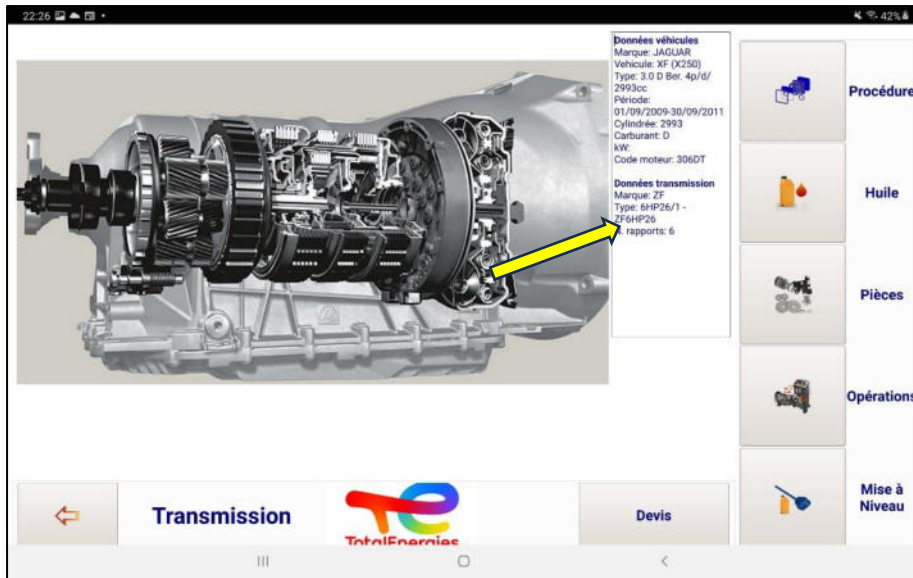 22:26
42%
Données véhicules
Marque: JAGUAR
Vehicule: XF (X250)
Type: 3.0 D Ber. 4p/d/
2993cc
Période:
01/09/2009-30/09/2011
Cylindrée: 2993
Carburant: D
kW:
Code moteur: 306DT
Données transmission
Marque: ZF
Type: 6HP26/1 -
ZF6HP26
N. rapports: 6
Procédure
Huile
Pièces
Opérations
Mise à
Niveau
Transmission
TotalEnergies
Devis